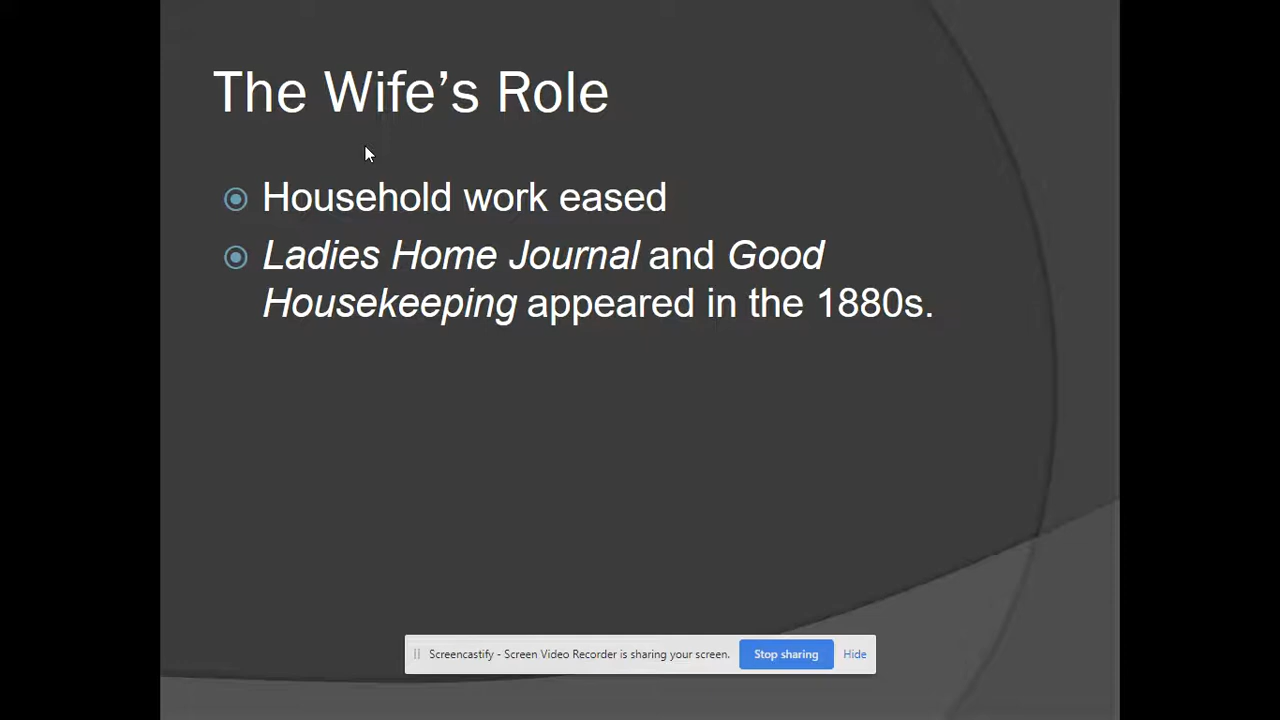 The Wife’s Role
Household work eased
Ladies Home Journal and Good
Housekeeping appeared in the 1880s.
Screencastify - Screen Video Recorder is sharing your screen. Stop sharing Hide